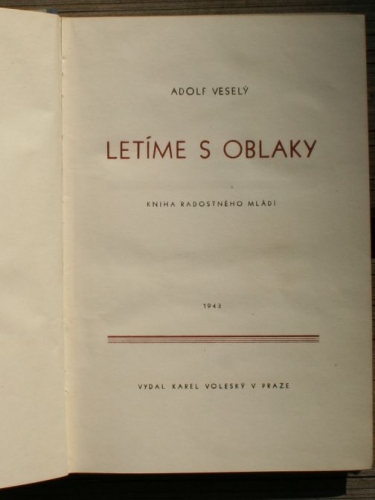 ADOLF VESELÝ
LETÍME S OBLAKY
KNIHA RADOSTNÉHO MLÁDÍ
1943
VYDAL KAREL VOLESKÝ V PRAZE